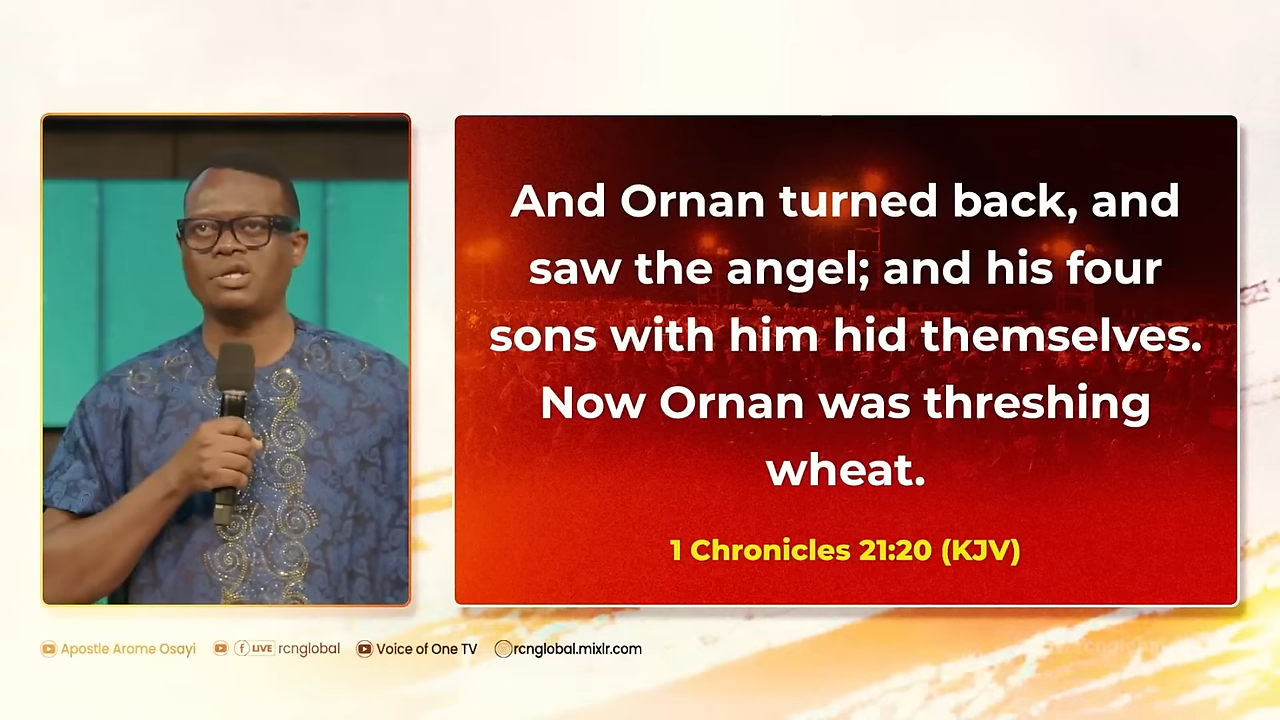 And Ornan turned back, and
saw the angel; and his four
sons with him hid themselves.
Now Ornan was threshing
wheat.
1 Chronicles 21:20 (KJV)
Apostle Arome Osayi LIVE rcnglobal Voice of One TV rcnglobal.mixlr.com